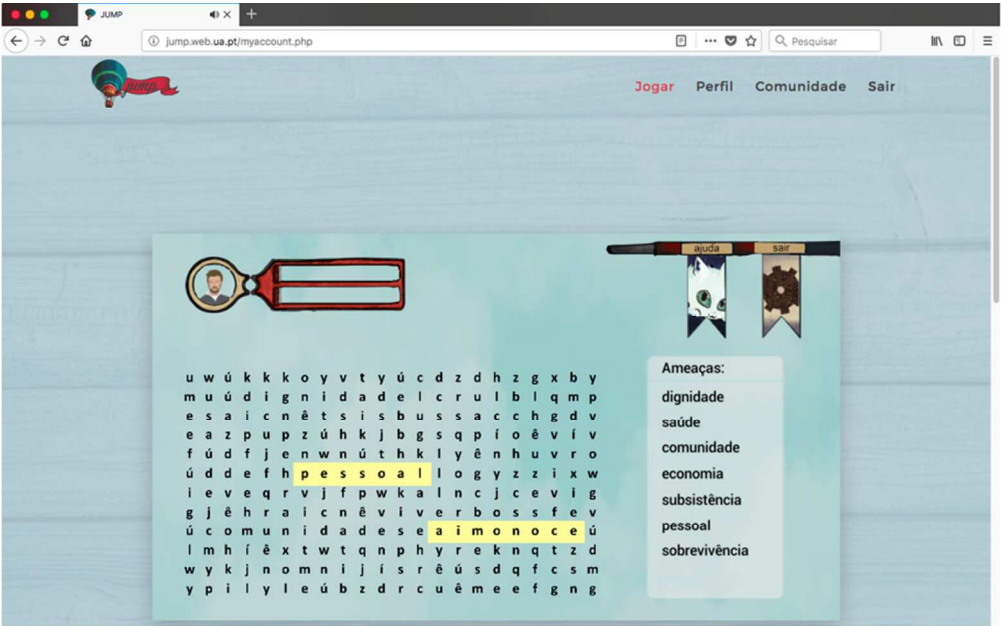 JUMP
jump.web.ua.pt/myaccount.php
Pesquisar
jump
Jogar Perfil Comunidade Sair
ajuda sair
u w ú k k k o y v t y ú c d z d h z g x b y
m u ú d i g n i d a d e l c r u l b l q m p
e s a i c n ê t s i s b u s s a c c h g d v
e a z p u p z ú h k j b g s q p í o ê v í v
f ú d f j e n w n ú t h k l y ê n h u v r o
ú d d e f h p e s s o a l l o g y z z i x w
i e v e q r v j f p w k a l n c j c e v i g
g j ê h r a i c n ê v i v e r b o s s f e v
ú c o m u n i d a d e s e a i m o n o c e ú
l m h í ê x t w t q n p h y r e k n q t z d
w y k j n o m n i j í s r ê ú s d q f c s m
y p i l y l e ú b z d r c u ê m e e f g n g
Ameaças:
dignidade
saúde
comunidade
economia
subsistência
pessoal
sobrevivência